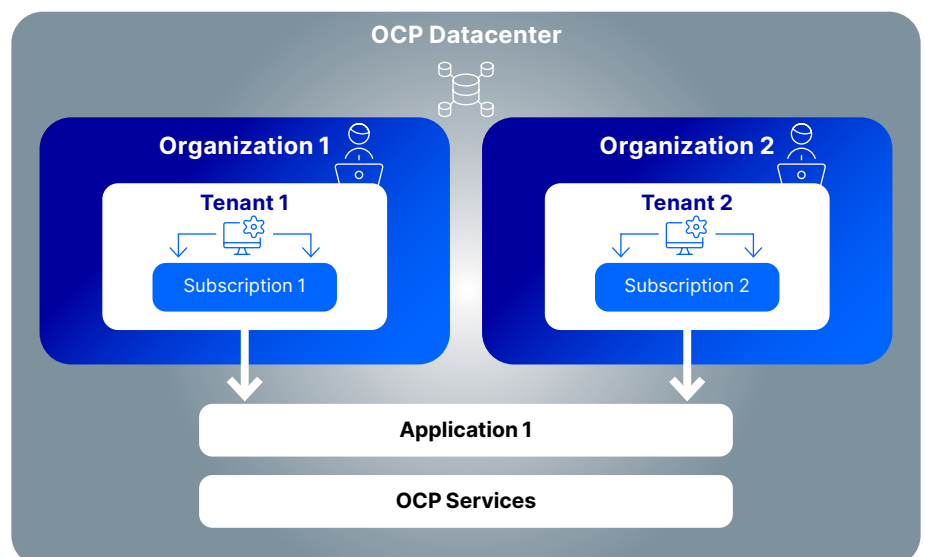 OCP Datacenter
Organization 1
Organization 2
Tenant 1
Tenant 2
Subscription 1
Subscription 2
Application 1
OCP Services